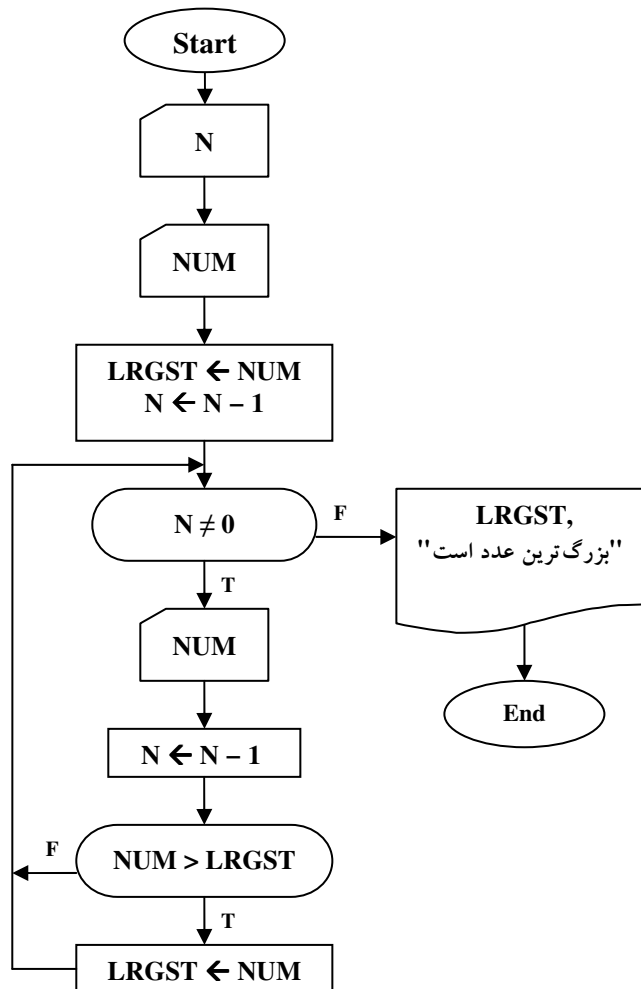 Start
N
NUM
LRGST ← NUM
N ← N – 1
N ≠ 0
F
LRGST,
"بزرگ‌ترین عدد است"
T
NUM
End
N ← N – 1
NUM > LRGST
F
T
LRGST ← NUM